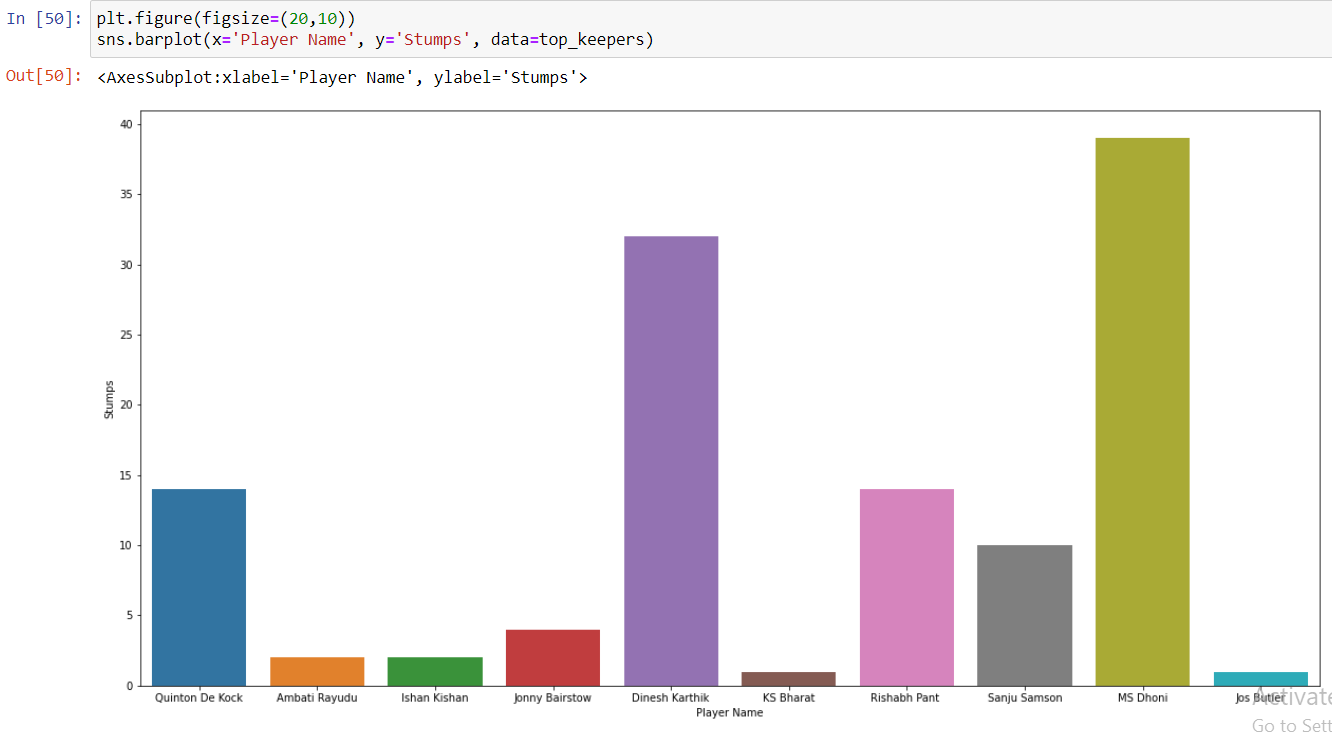 In [50]: plt.figure(figsize=(20,10))
sns.barplot(x='Player Name', y='Stumps', data=top_keepers)
Out[50]: <AxesSubplot:xlabel='Player Name', ylabel='Stumps'>
40
35
30
25
20
15
10
5
0
Stumps
Quinton De Kock Ambati Rayudu Ishan Kishan Jonny Bairstow Dinesh Karthik KS Bharat Rishabh Pant Sanju Samson MS Dhoni Jos Butler
Player Name
Activate
Go to Sett